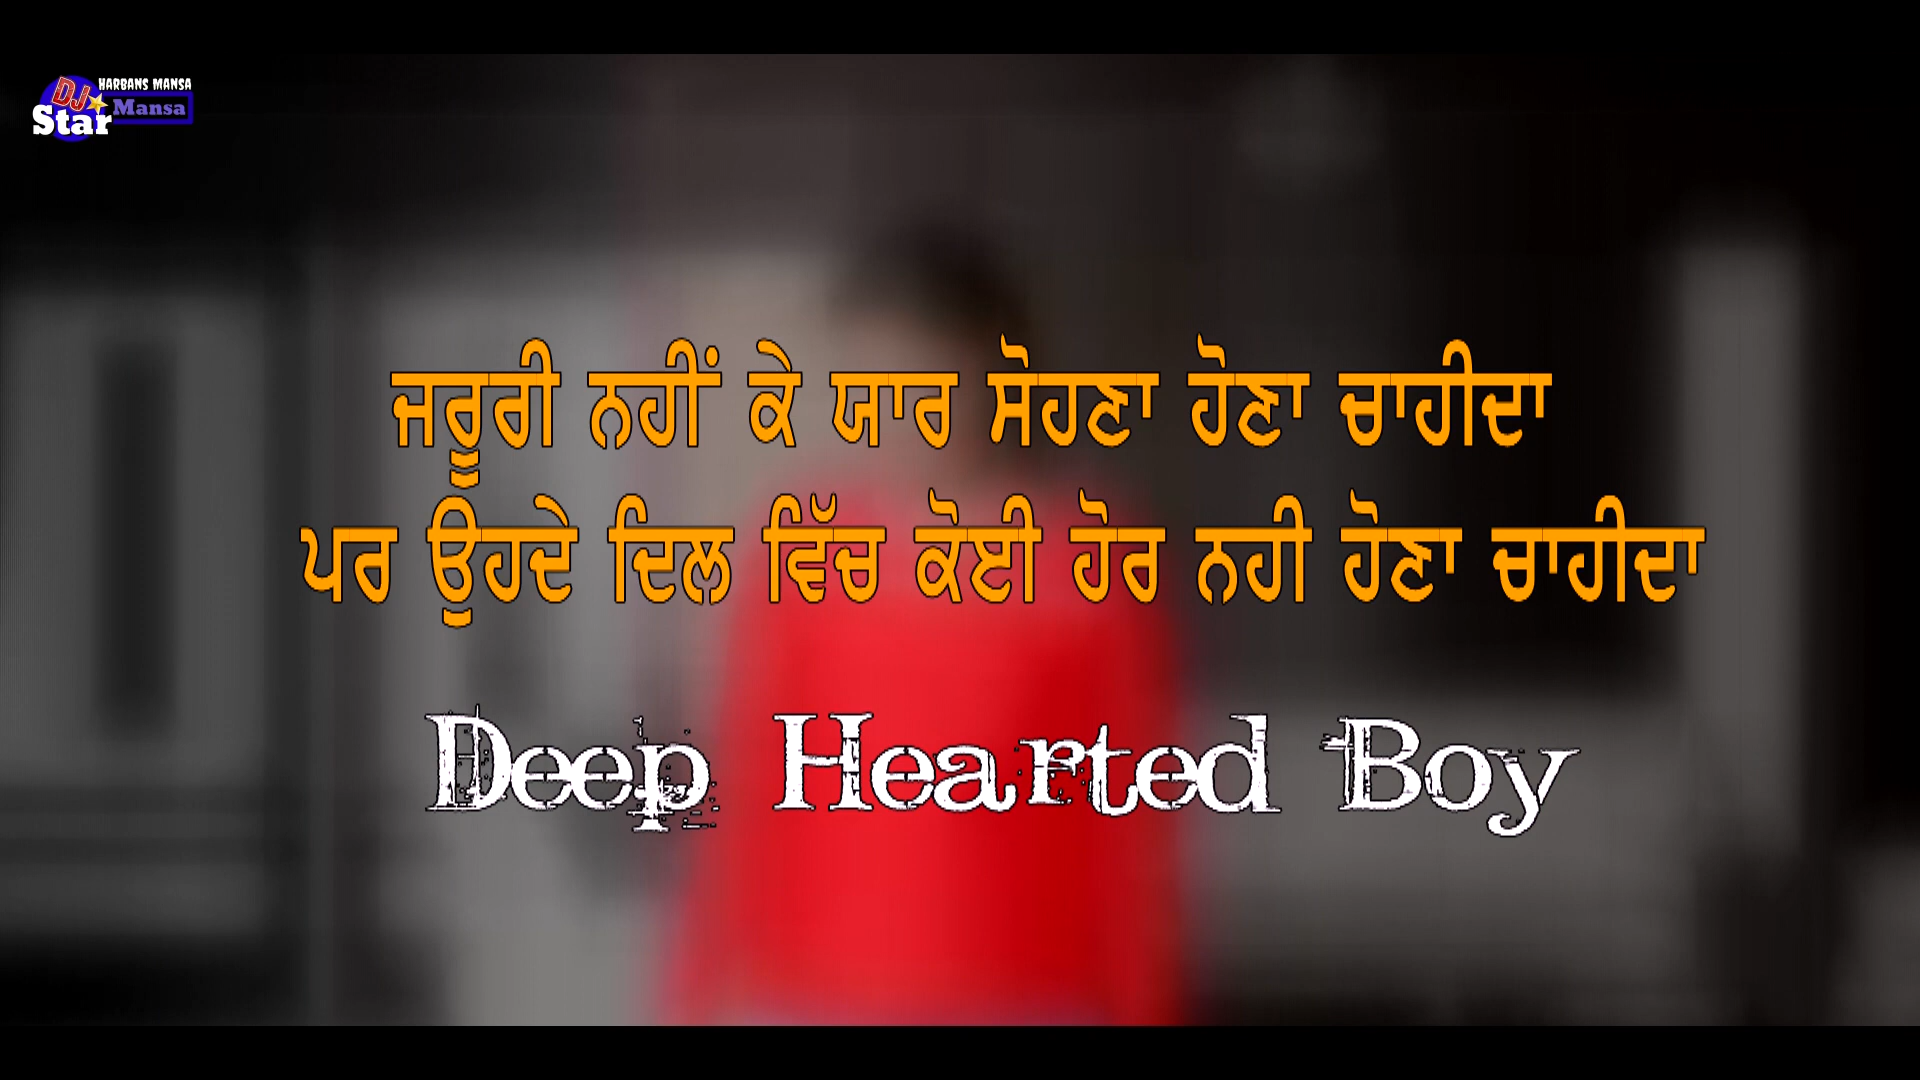 HARBANS MANSA
DJ
Star Mansa
ਜਰੂਰੀ ਨਹੀਂ ਕੇ ਯਾਰ ਸੋਹਣਾ ਹੋਣਾ ਚਾਹੀਦਾ
ਪਰ ਉਹਦੇ ਦਿਲ ਵਿੱਚ ਕੋਈ ਹੋਰ ਨਹੀ ਹੋਣਾ ਚਾਹੀਦਾ
Deep Hearted Boy